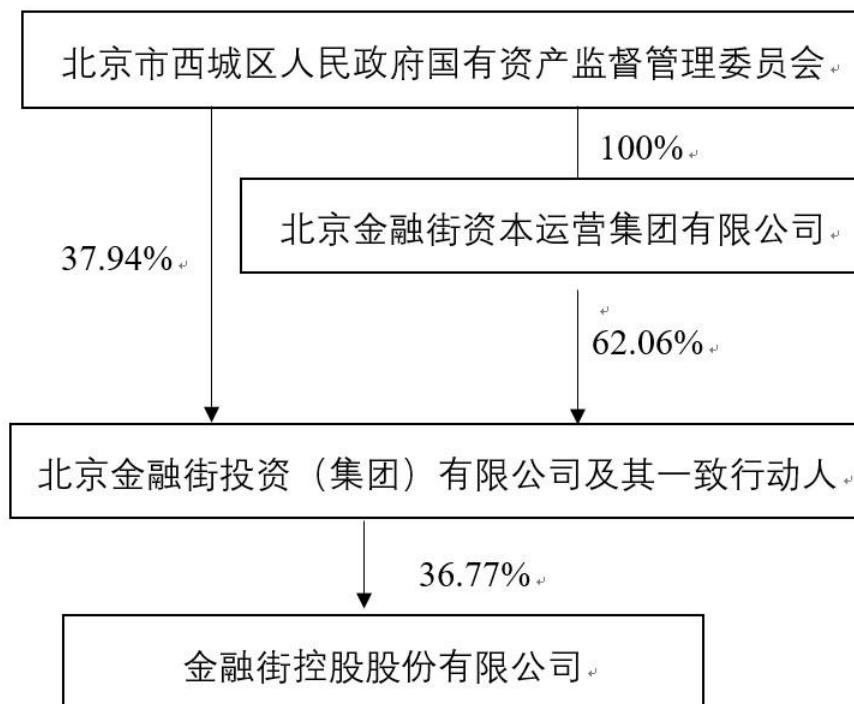 北京市西城区人民政府国有资产监督管理委员会
100%
北京金融街资本运营集团有限公司
37.94%
62.06%
北京金融街投资（集团）有限公司及其一致行动人
36.77%
金融街控股股份有限公司